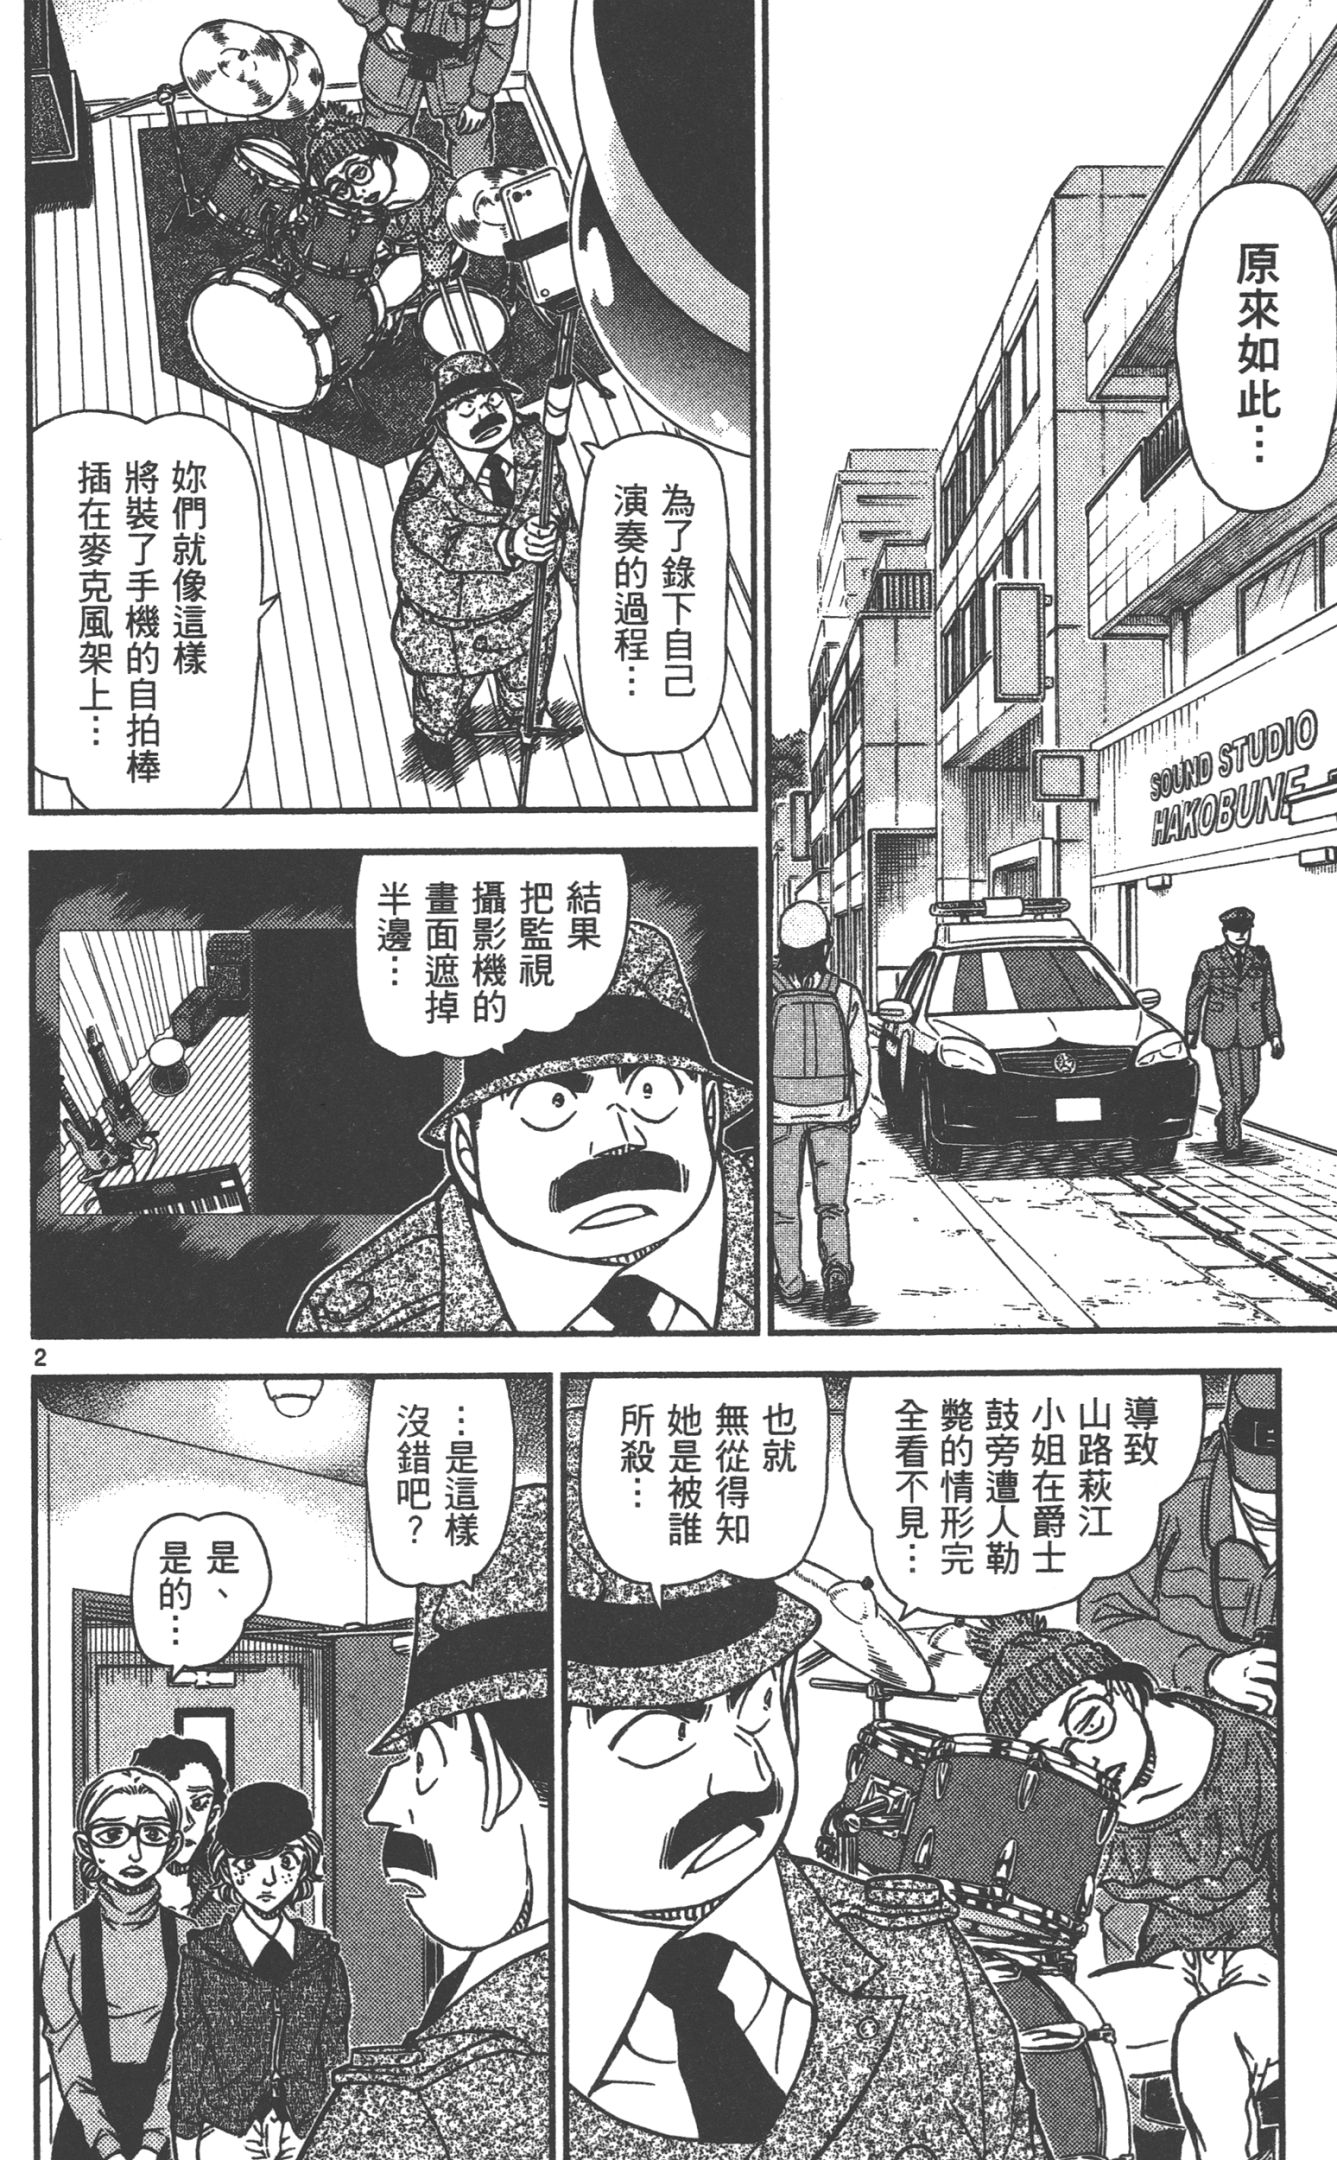 原來如此…
SOUND STUDIO
HAKOBUNE
為了錄下自己
演奏的過程…
妳們就像這樣
將裝了手機的自拍棒
插在麥克風架上…
結果
把監視
攝影機的
畫面遮掉
半邊…
2
導致
山路萩江
小姐在爵士
鼓旁遭人勒
斃的情形完
全看不見…
也就
無從得知
她是被誰
所殺…
…是這樣
沒錯吧？
是、
是的…